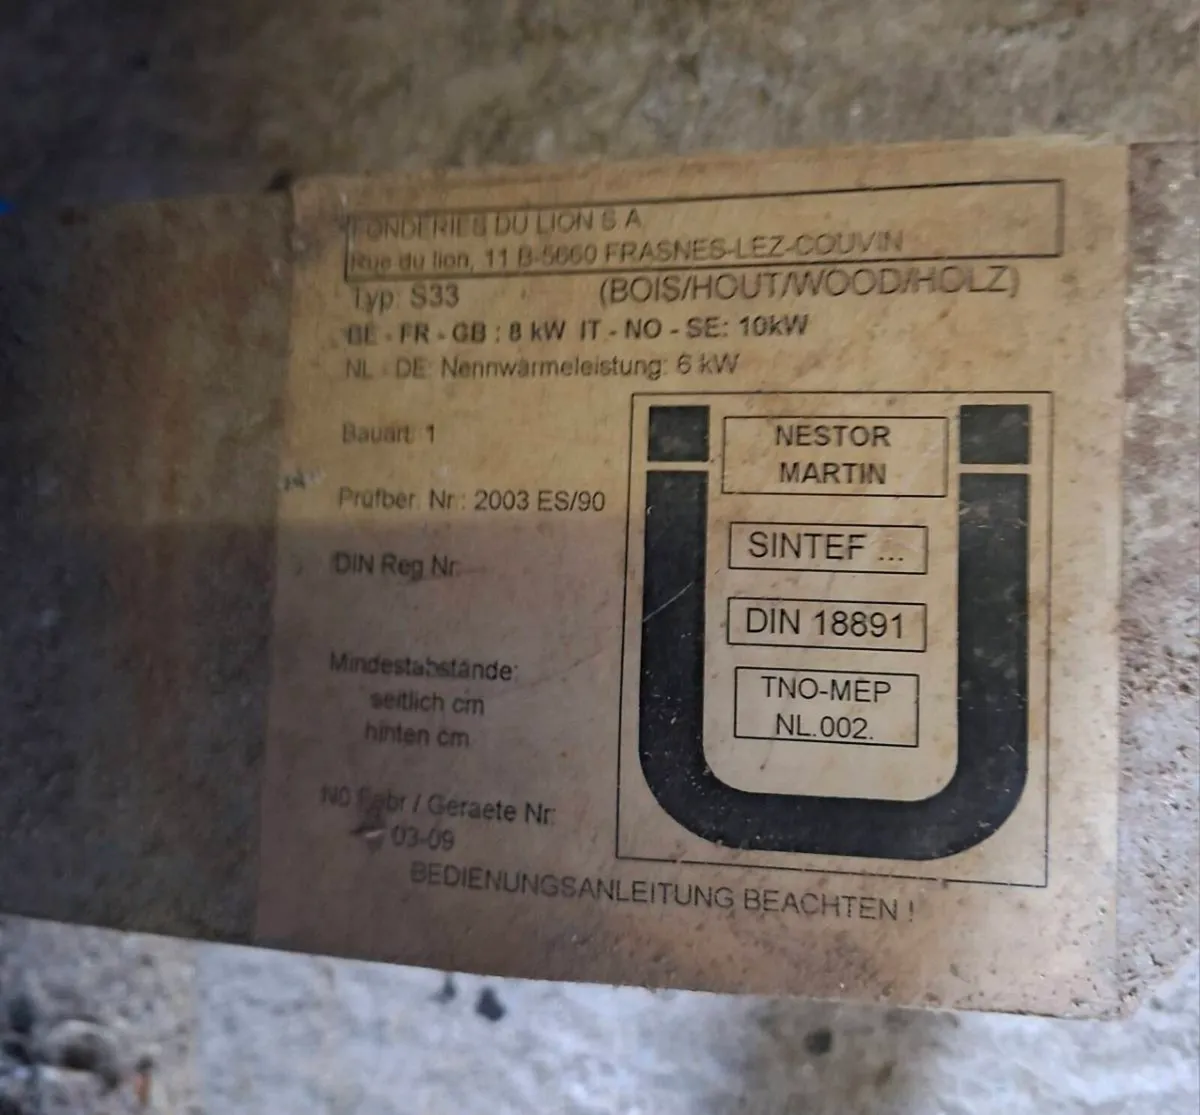 FONDERIES DU LION S A
Rue du lion, 11 B-5660 FRASNES-LEZ-COUVIN
Typ: S33 (BOIS/HOUT/WOOD/HOLZ)
BE - FR - GB : 8 kW IT - NO - SE: 10kW
NL - DE: Nennwärmeleistung: 6 kW
Bauart: 1
Prüfber. Nr.: 2003 ES/90
DIN Reg Nr.
Mindestabstände:
seitlich cm
hinten cm
N0 Fabr / Geraete Nr:
03-09
NESTOR
MARTIN
SINTEF ...
DIN 18891
TNO-MEP
NL.002.
BEDIENUNGSANLEITUNG BEACHTEN !